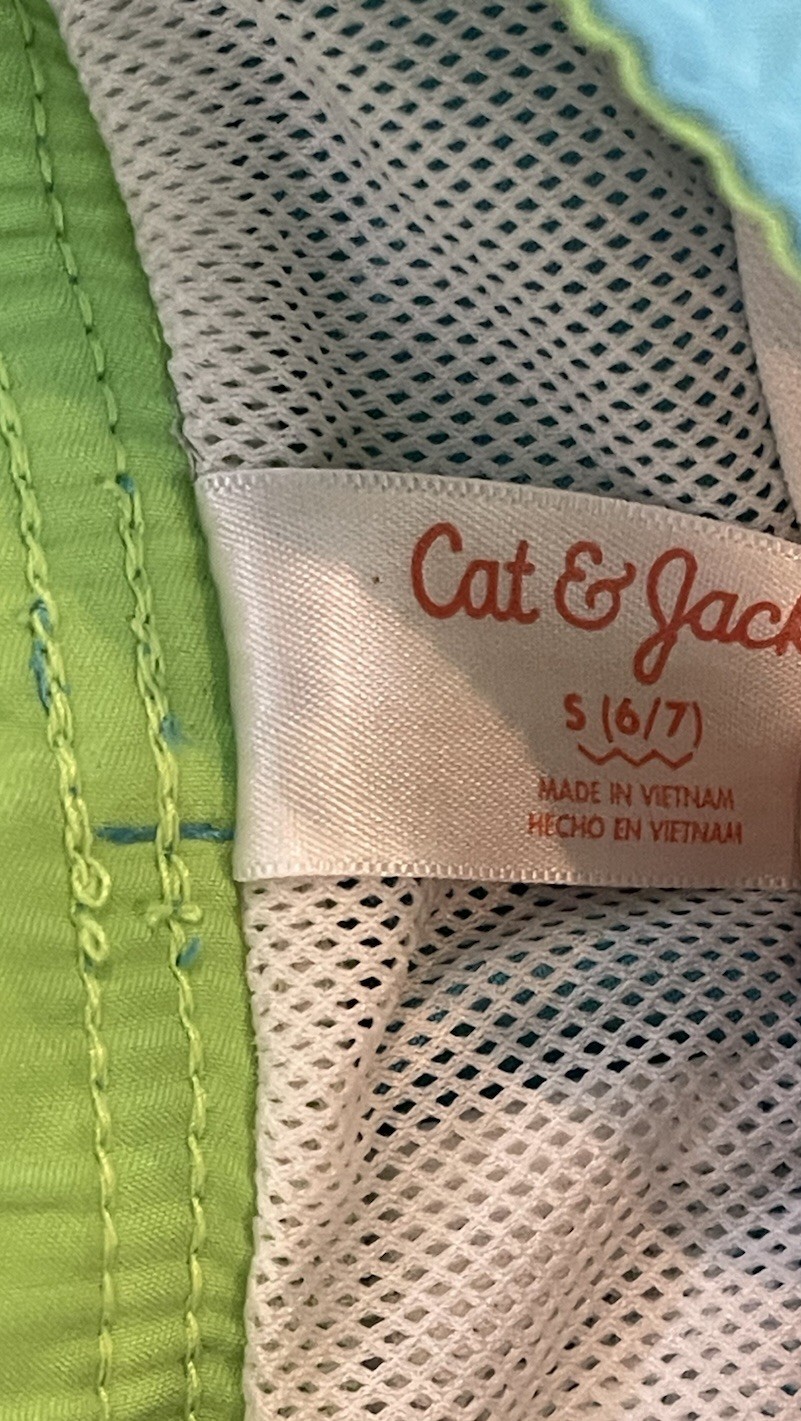 Cat & Jack
S (6/7)
MADE IN VIETNAM
HECHO EN VIETNAM